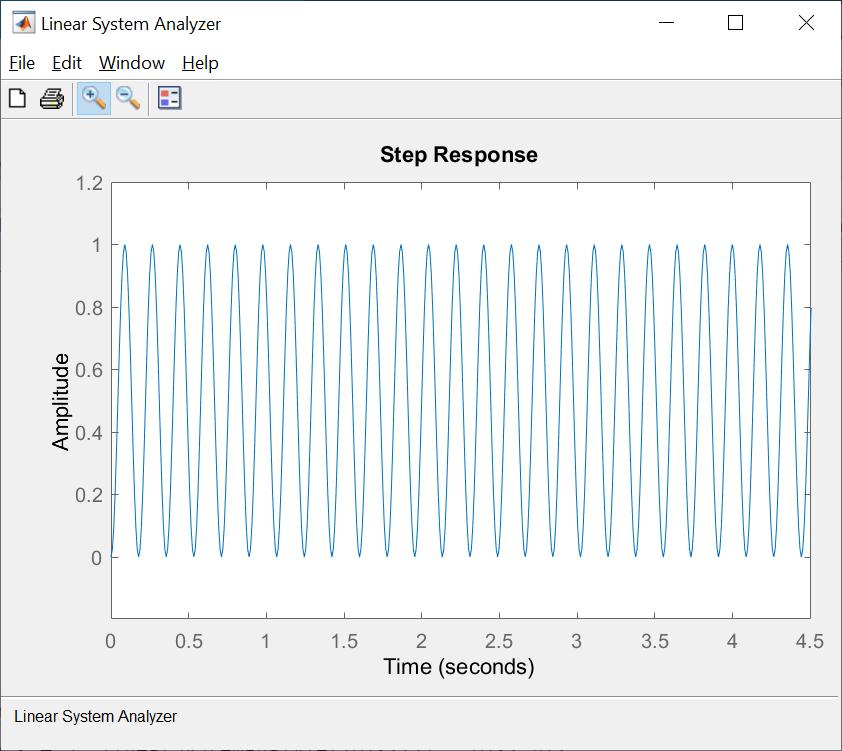 Linear System Analyzer
File Edit Window Help
Step Response
1.2
1
0.8
0.6
0.4
0.2
0
Amplitude
0 0.5 1 1.5 2 2.5 3 3.5 4 4.5
Time (seconds)
Linear System Analyzer